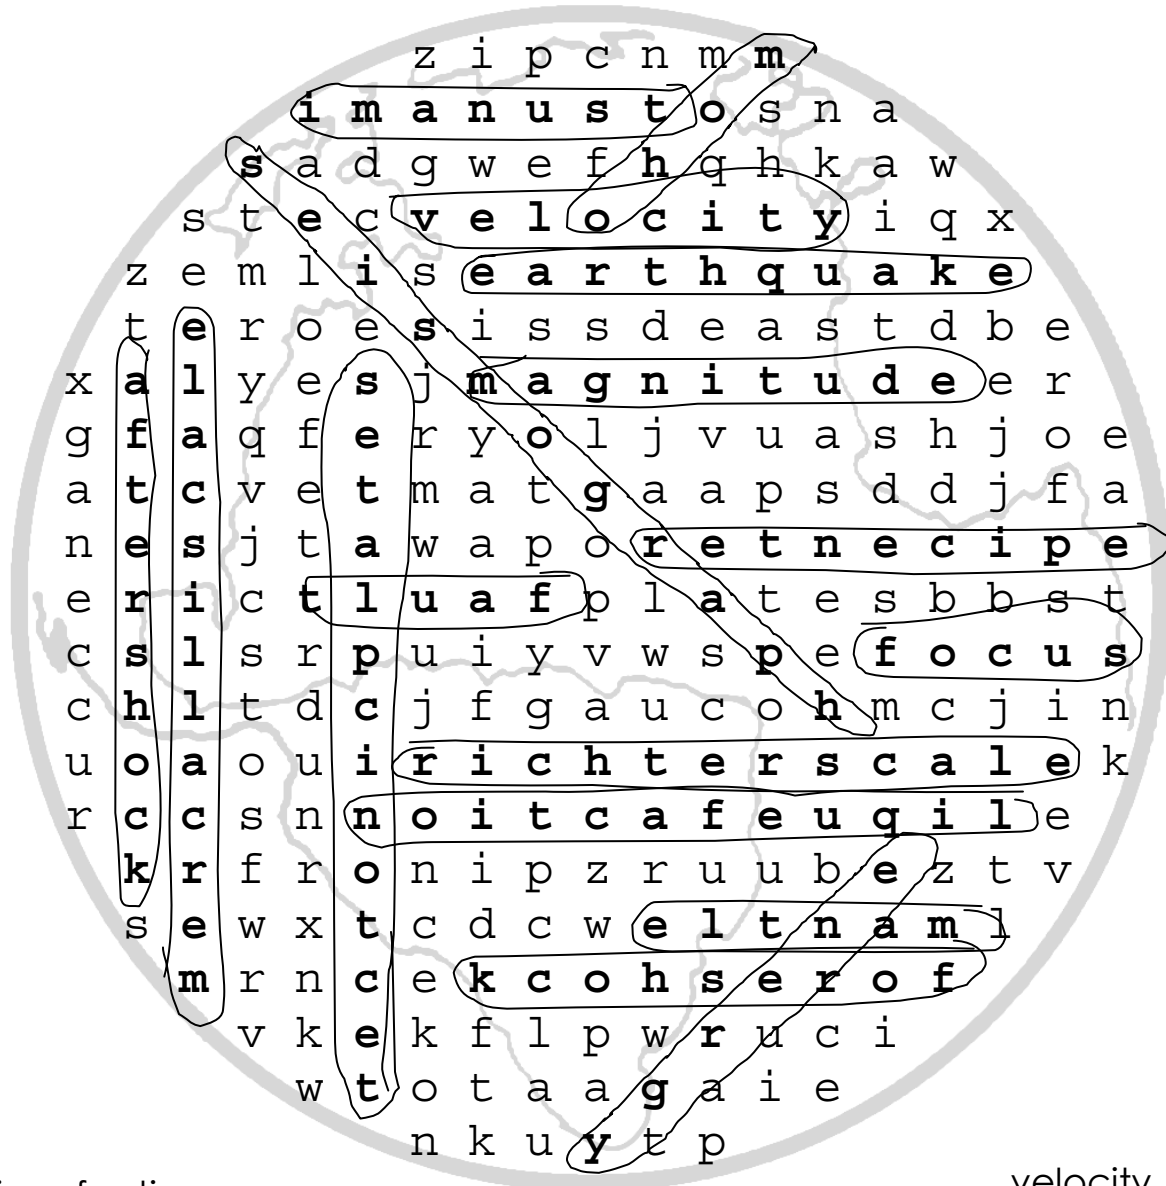 z i p c n m m
i m a n u s t o s n a
s a d g w e f h q h k a w
s t e c v e l o c i t y i q x
z e m l i s e a r t h q u a k e
t e r o e s i s s d e a s t d b e
x a l y e s j m a g n i t u d e e r
g f a q f e r y o l j v u a s h j o e
a t c v e t m a t g a a p s d d j f a
n e s j t a w a p o r e t n e c i p e
e r i c t l u a f p l a t e s b b s t
c s l s r p u i y v w s p e f o c u s
c h l t d c j f g a u c o h m c j i n
u o a o u i r i c h t e r s c a l e k
r c c s n n o i t c a f e u q i l e
k r f r o n i p z r u u b e z t v
s e w x t c d c w e l t n a m l
m r n c e k c o h s e r o f
v k e k f l p w r u c i
w t o t a a g a i e
n k u y t p
velocity